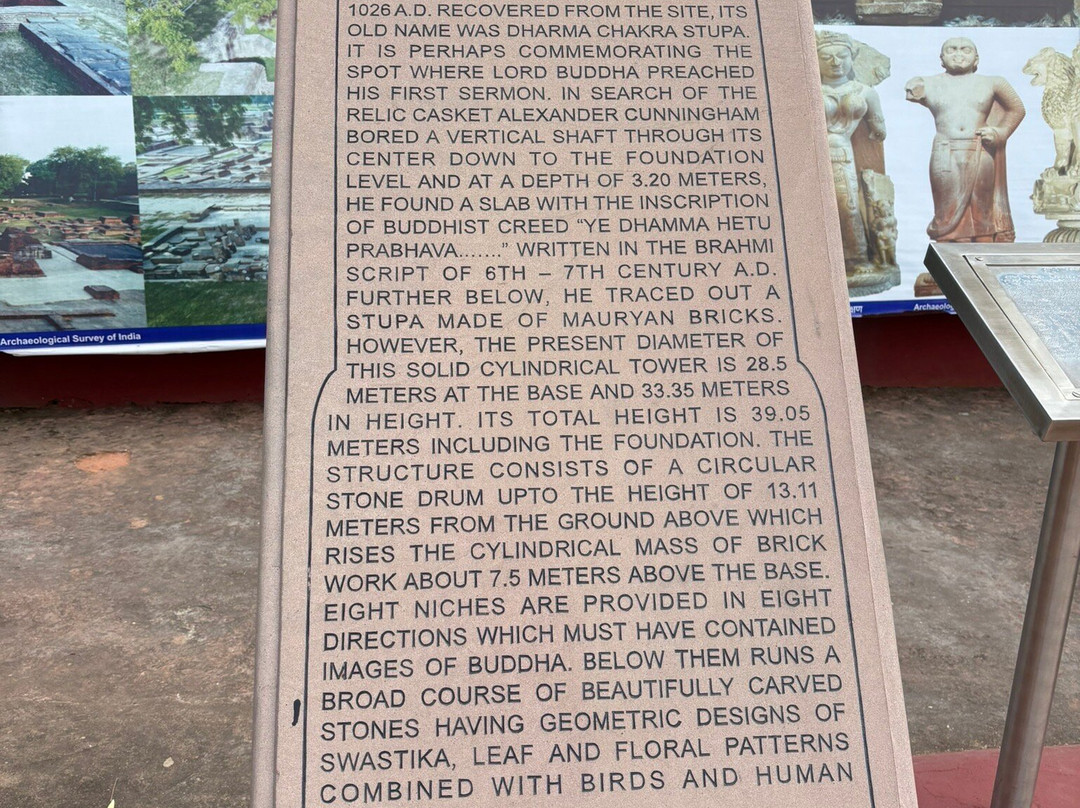 1026 A.D. RECOVERED FROM THE SITE, ITS
OLD NAME WAS DHARMA CHAKRA STUPA.
IT IS PERHAPS COMMEMORATING THE
SPOT WHERE LORD BUDDHA PREACHED
HIS FIRST SERMON. IN SEARCH OF THE
RELIC CASKET ALEXANDER CUNNINGHAM
BORED A VERTICAL SHAFT THROUGH ITS
CENTER DOWN TO THE FOUNDATION
LEVEL AND AT A DEPTH OF 3.20 METERS,
HE FOUND A SLAB WITH THE INSCRIPTION
OF BUDDHIST CREED “YE DHAMMA HETU
PRABHAVA.......” WRITTEN IN THE BRAHMI
SCRIPT OF 6TH – 7TH CENTURY A.D.
FURTHER BELOW, HE TRACED OUT A
STUPA MADE OF MAURYAN BRICKS.
HOWEVER, THE PRESENT DIAMETER OF
THIS SOLID CYLINDRICAL TOWER IS 28.5
METERS AT THE BASE AND 33.35 METERS
IN HEIGHT. ITS TOTAL HEIGHT IS 39.05
METERS INCLUDING THE FOUNDATION. THE
STRUCTURE CONSISTS OF A CIRCULAR
STONE DRUM UPTO THE HEIGHT OF 13.11
METERS FROM THE GROUND ABOVE WHICH
RISES THE CYLINDRICAL MASS OF BRICK
WORK ABOUT 7.5 METERS ABOVE THE BASE.
EIGHT NICHES ARE PROVIDED IN EIGHT
DIRECTIONS WHICH MUST HAVE CONTAINED
IMAGES OF BUDDHA. BELOW THEM RUNS A
BROAD COURSE OF BEAUTIFULLY CARVED
STONES HAVING GEOMETRIC DESIGNS OF
SWASTIKA, LEAF AND FLORAL PATTERNS
COMBINED WITH BIRDS AND HUMAN
Archaeological Survey of India